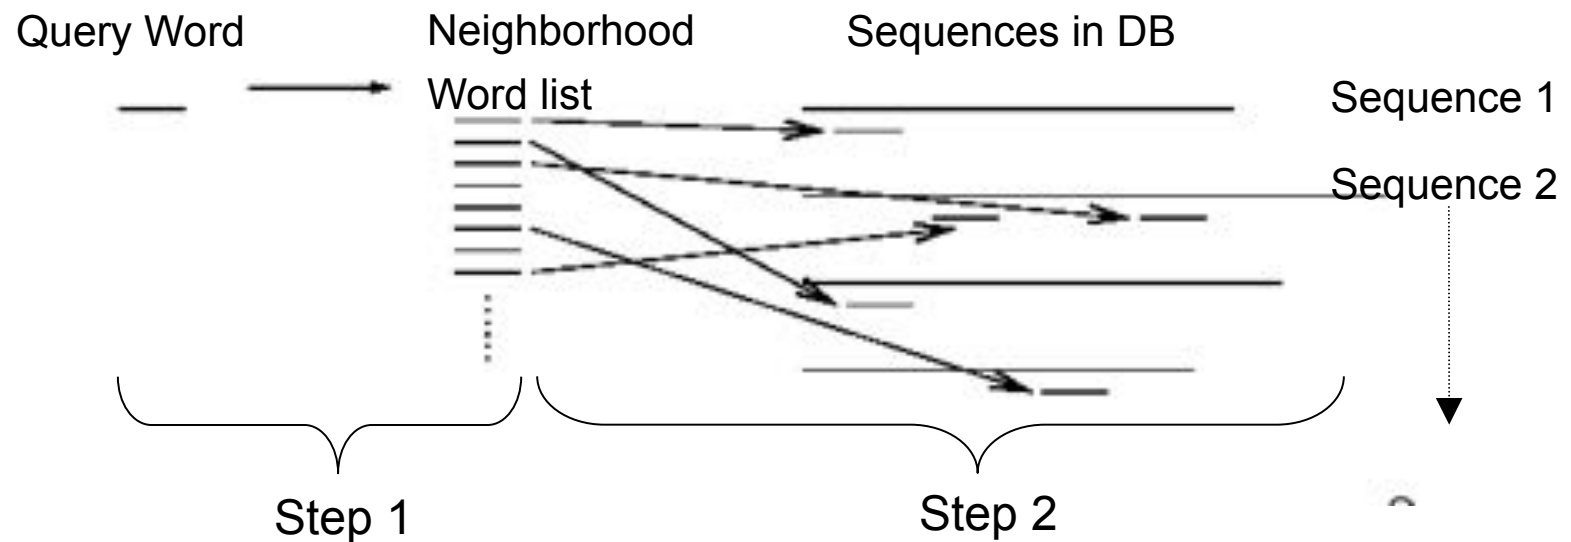 Query Word
Neighborhood
Word list
Sequences in DB
Sequence 1
Sequence 2
Step 1
Step 2